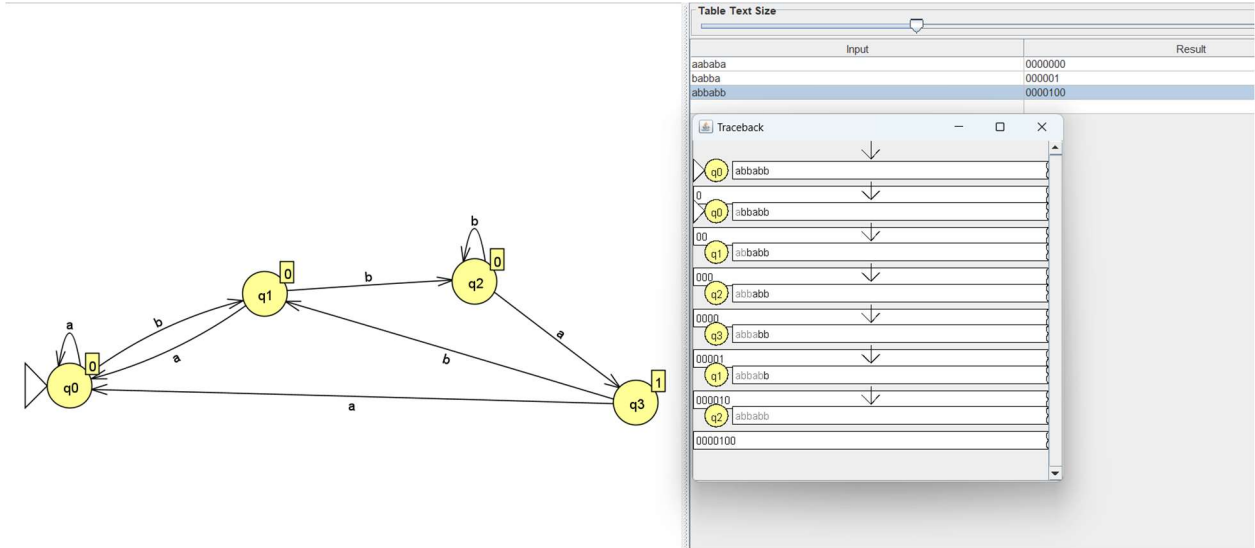 Table Text Size
Input Result
aababa 0000000
babba 000001
abbabb 0000100
Traceback
q0 abbabb
0
q0 abbabb
00
q1 abbabb
000
q2 abbabb
0000
q3 abbabb
00001
q1 abbabb
000010
q2 abbabb
0000100
b
q2 0
q1 0
b
b
a
a
a
b
q0 0
a
q3 1